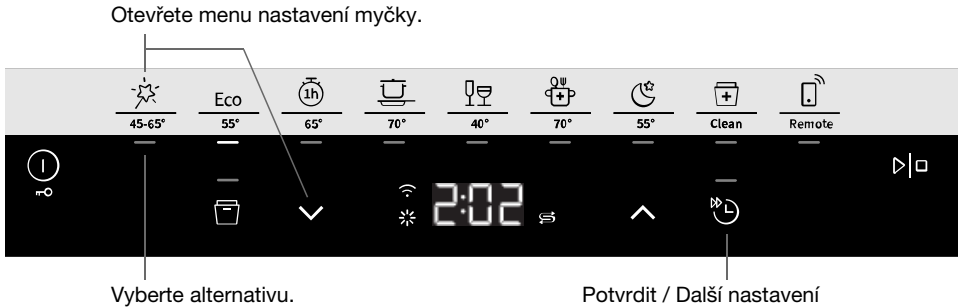 Otevřete menu nastavení myčky.
Eco 1h
45-65° 55° 65° 70° 40° 70° 55° Clean Remote
2:02
Vyberte alternativu. Potvrdit / Další nastavení